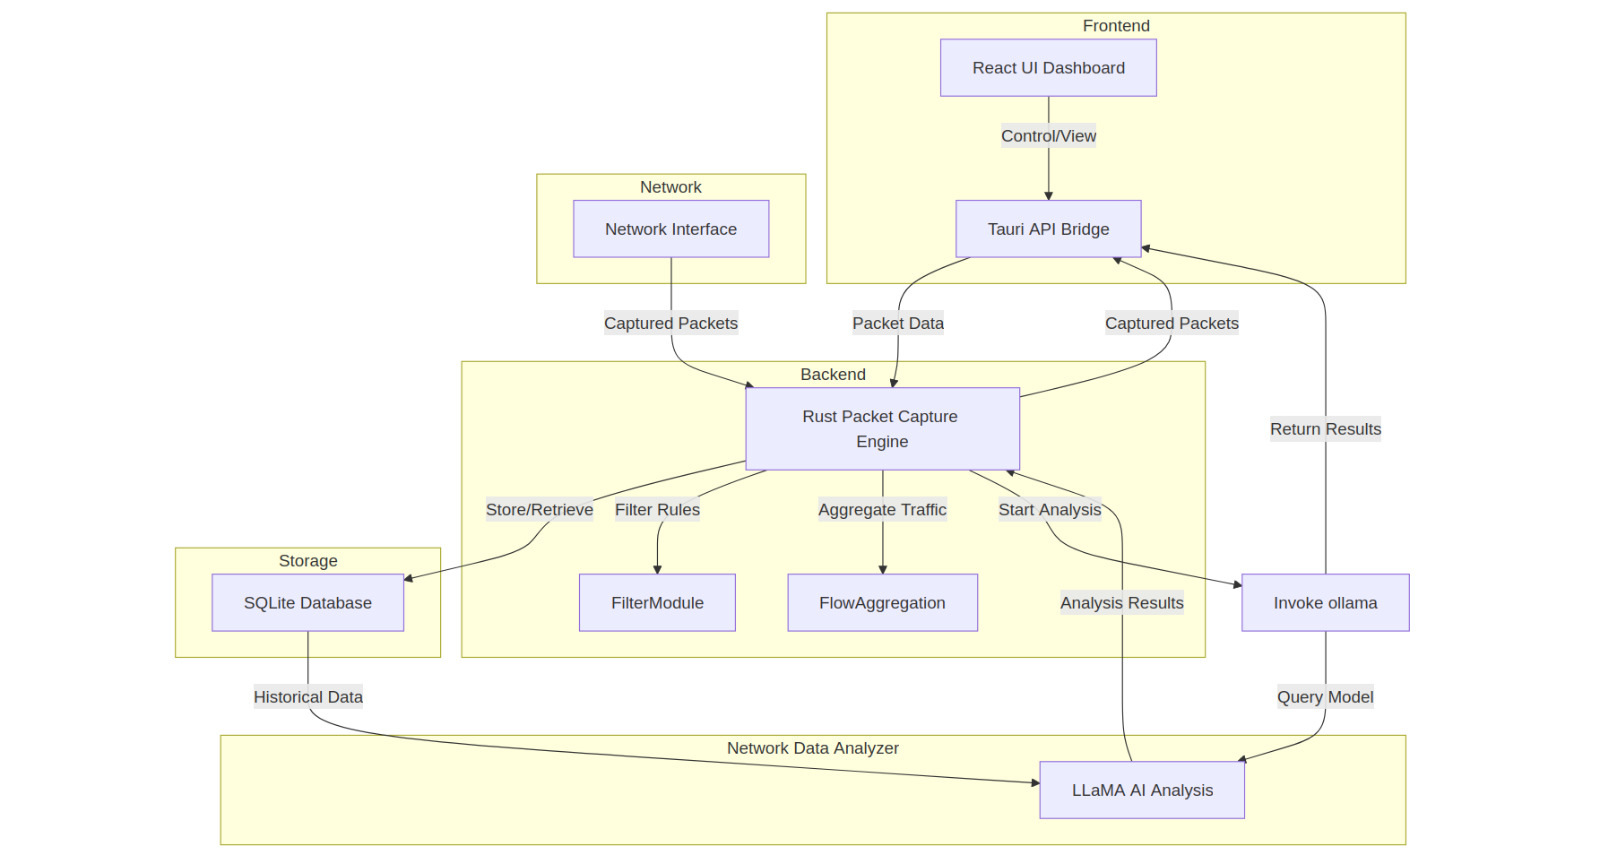 Frontend
React UI Dashboard
Control/View
Network
Network Interface
Tauri API Bridge
Captured Packets
Packet Data
Captured Packets
Backend
Rust Packet Capture
Engine
Return Results
Store/Retrieve
Filter Rules
Aggregate Traffic
Start Analysis
Storage
SQLite Database
FilterModule
FlowAggregation
Analysis Results
Invoke ollama
Historical Data
Query Model
Network Data Analyzer
LLaMA AI Analysis